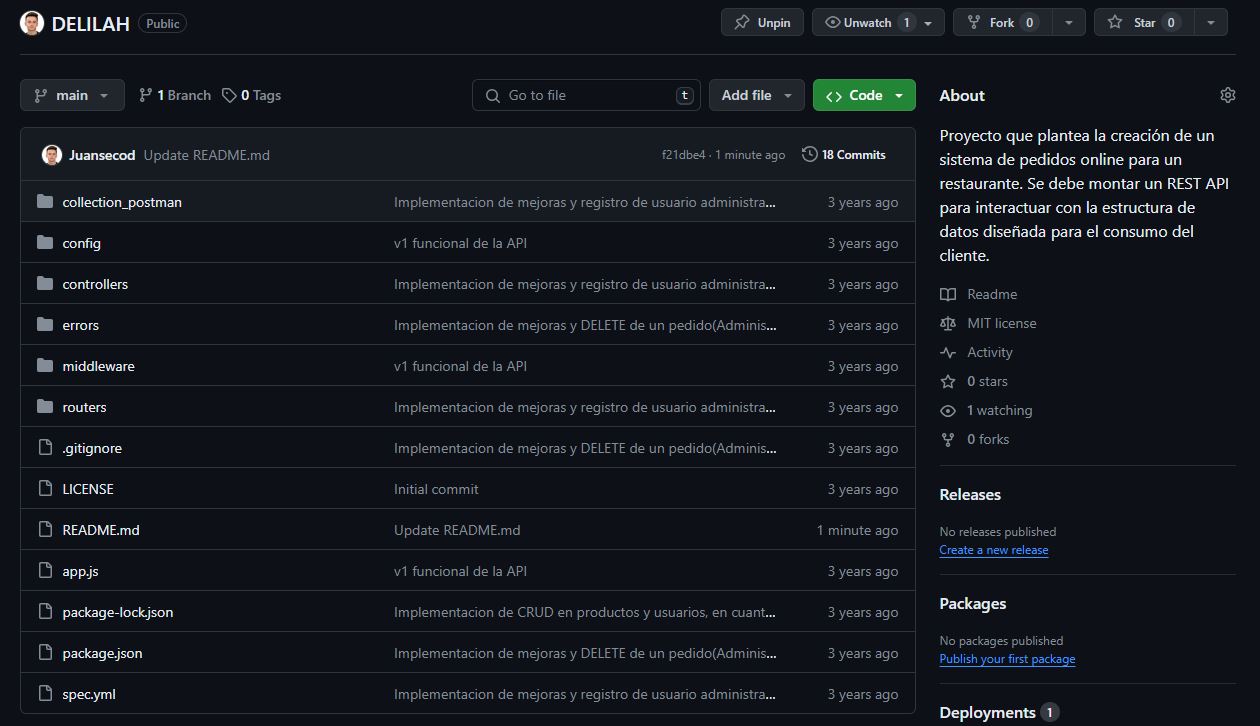 DELILAH Public Unpin Unwatch 1 Fork 0 Star 0
main 1 Branch 0 Tags Go to file t Add file Code
Juansecod Update README.md f21dbe4 · 1 minute ago 18 Commits
collection_postman Implementacion de mejoras y registro de usuario administra... 3 years ago
config v1 funcional de la API 3 years ago
controllers Implementacion de mejoras y registro de usuario administra... 3 years ago
errors Implementacion de mejoras y DELETE de un pedido(Adminis... 3 years ago
middleware v1 funcional de la API 3 years ago
routers Implementacion de mejoras y registro de usuario administra... 3 years ago
.gitignore Implementacion de mejoras y DELETE de un pedido(Adminis... 3 years ago
LICENSE Initial commit 3 years ago
README.md Update README.md 1 minute ago
app.js v1 funcional de la API 3 years ago
package-lock.json Implementacion de CRUD en productos y usuarios, en cuant... 3 years ago
package.json Implementacion de mejoras y DELETE de un pedido(Adminis... 3 years ago
spec.yml Implementacion de mejoras y registro de usuario administra... 3 years ago
About
Proyecto que plantea la creación de un
sistema de pedidos online para un
restaurante. Se debe montar un REST API
para interactuar con la estructura de
datos diseñada para el consumo del
cliente.
Readme
MIT license
Activity
0 stars
1 watching
0 forks
Releases
No releases published
Create a new release
Packages
No packages published
Publish your first package
Deployments 1